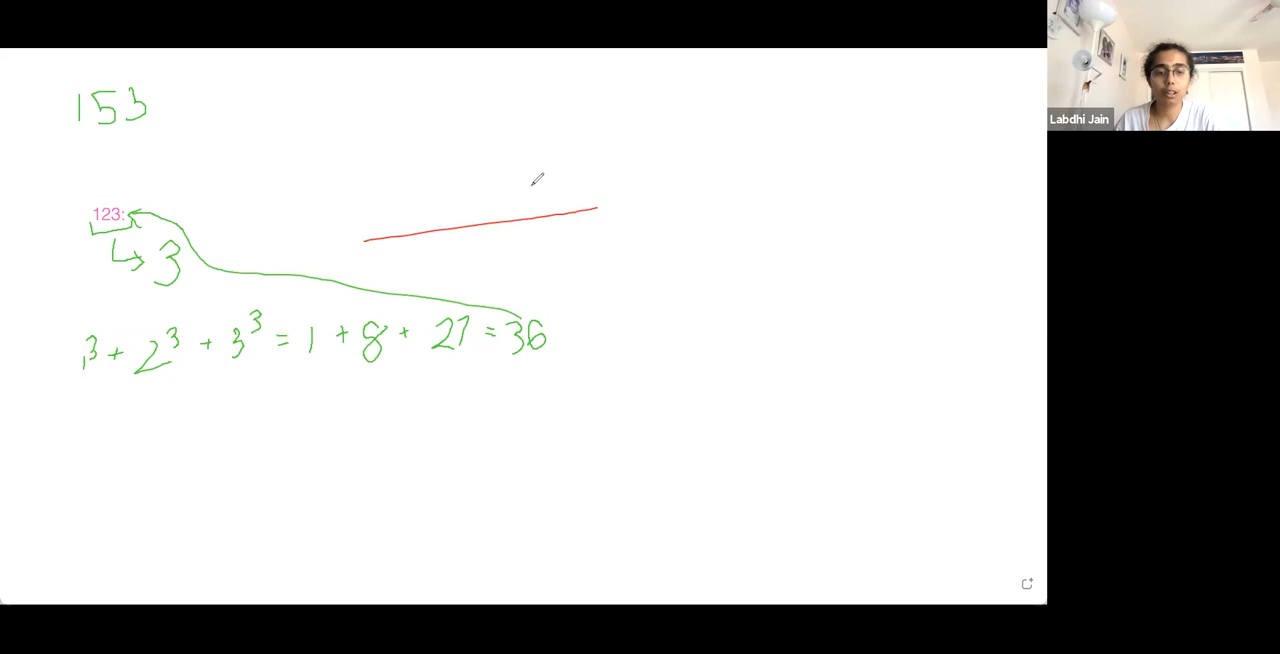 153
Labdhi Jain
123:
3
1³ + 2³ + 3³ = 1 + 8 + 27 = 36